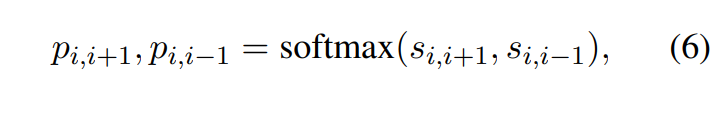 p_{i,i+1}, p_{i,i−1} = softmax(s_{i,i+1}, s_{i,i−1}), (6)